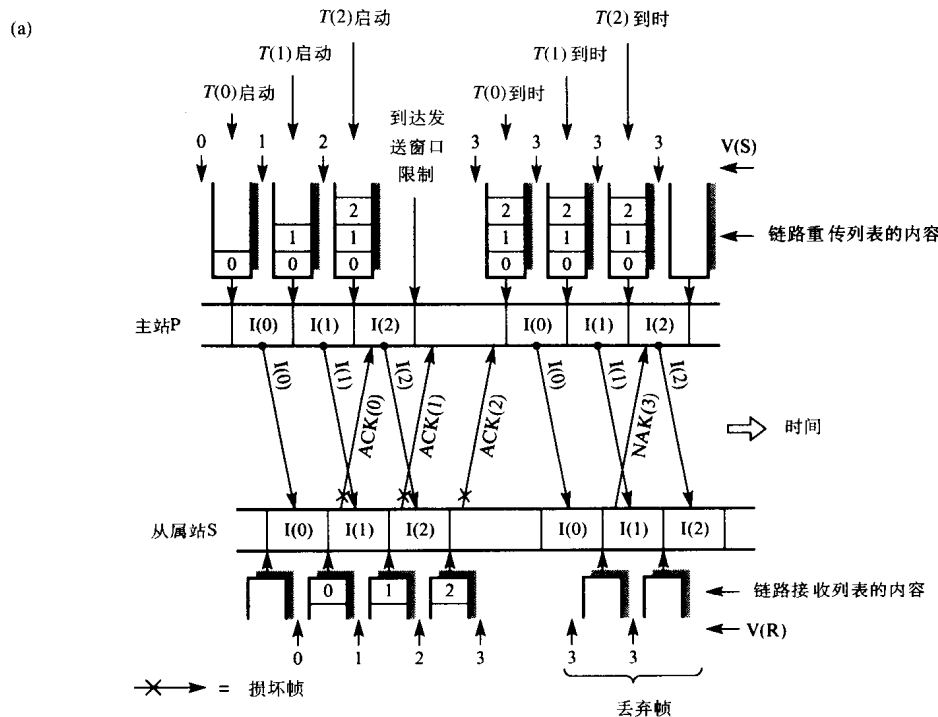 (a)
T(2)启动
T(2)到时
T(1)启动
T(1)到时
T(0)启动
到达发
送窗口
限制
T(0)到时
0 1 2 3 3 3 3 V(S)
2 2 2 2
1 1 1 1 1
0 0 0 0 0 0
链路重传列表的内容
主站P I(0) I(1) I(2) I(0) I(1) I(2)
I(0) I(1) ACK(0) I(2) ACK(1) ACK(2) I(0) I(1) NAK(3) I(2)
时间
从属站S I(0) I(1) I(2) I(0) I(1) I(2)
0 1 2
链路接收列表的内容
V(R)
0 1 2 3 3 3
= 损坏帧
丢弃帧